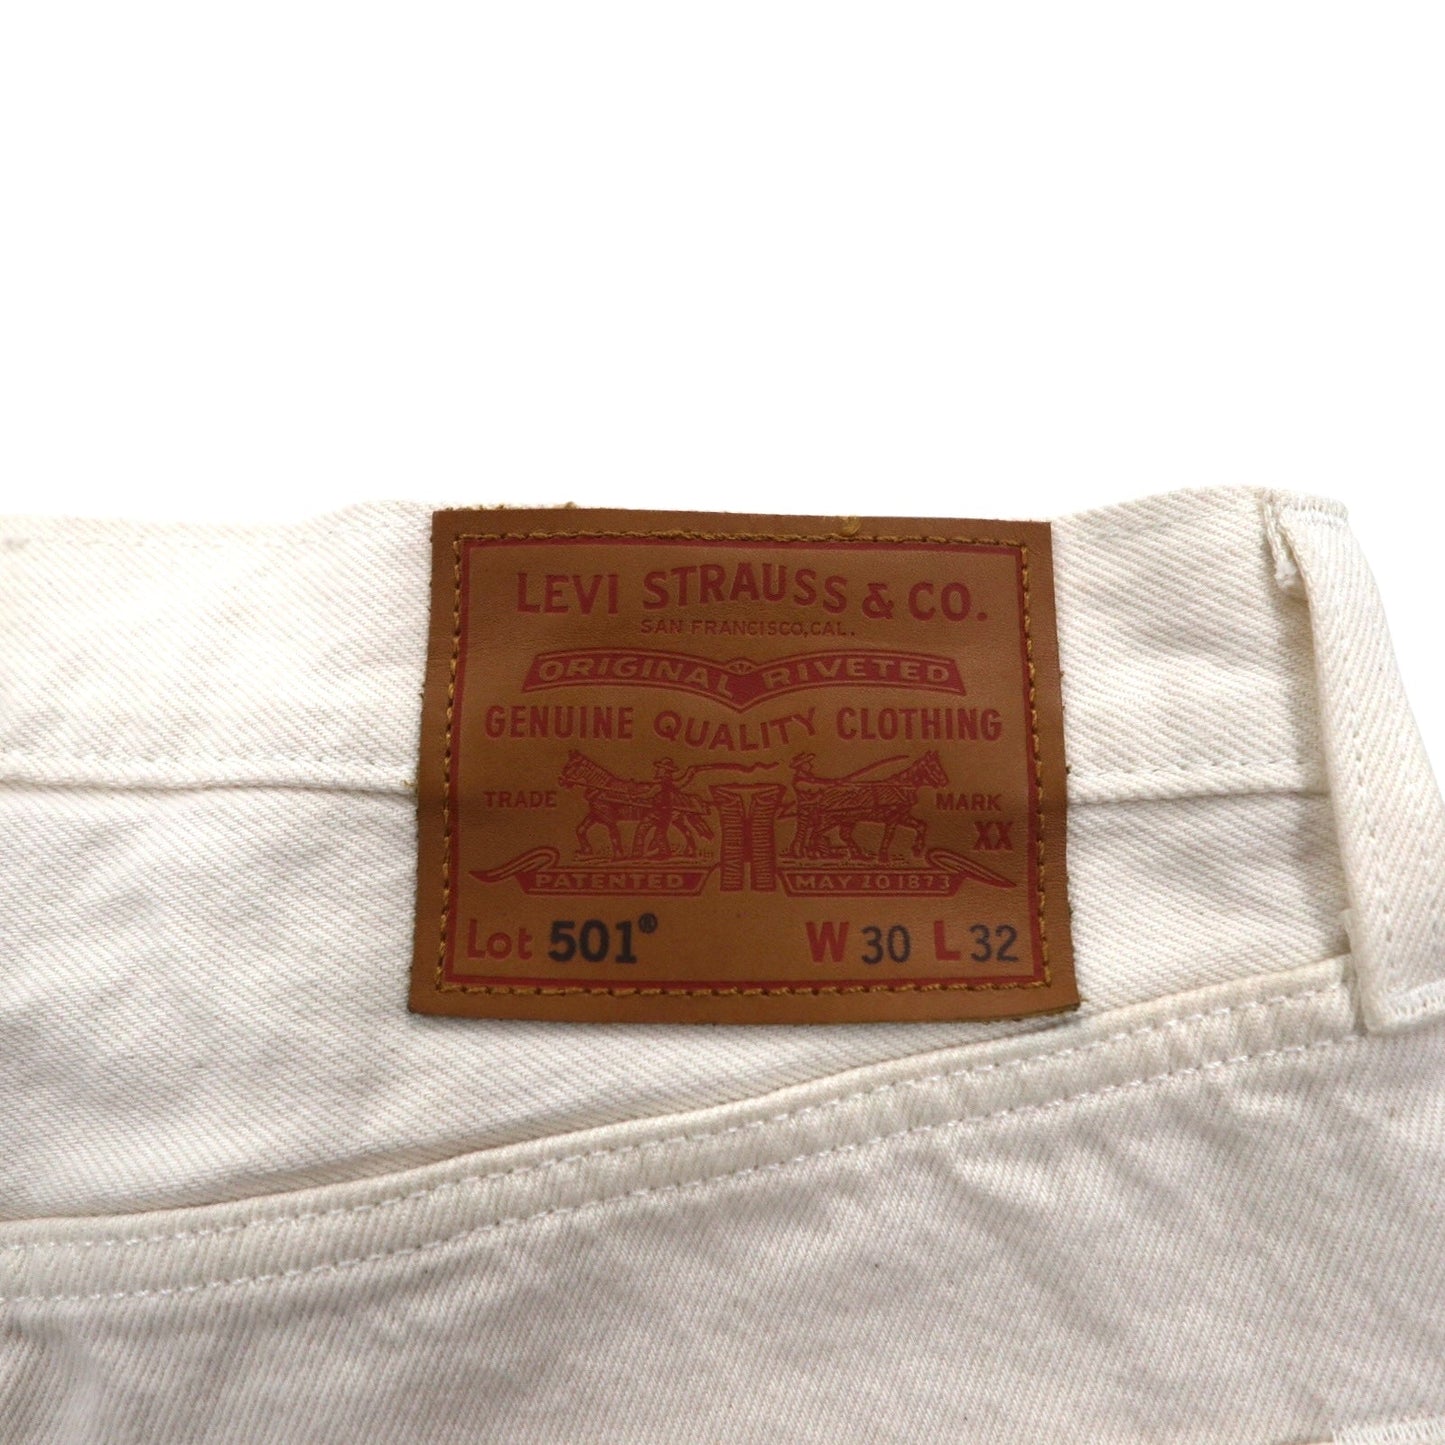 LEVI STRAUSS & CO.
SAN FRANCISCO, CAL.
ORIGINAL RIVETED
GENUINE QUALITY CLOTHING
TRADE MARK
XX
PATENTED MAY 20 1873
Lot 501® W 30 L 32